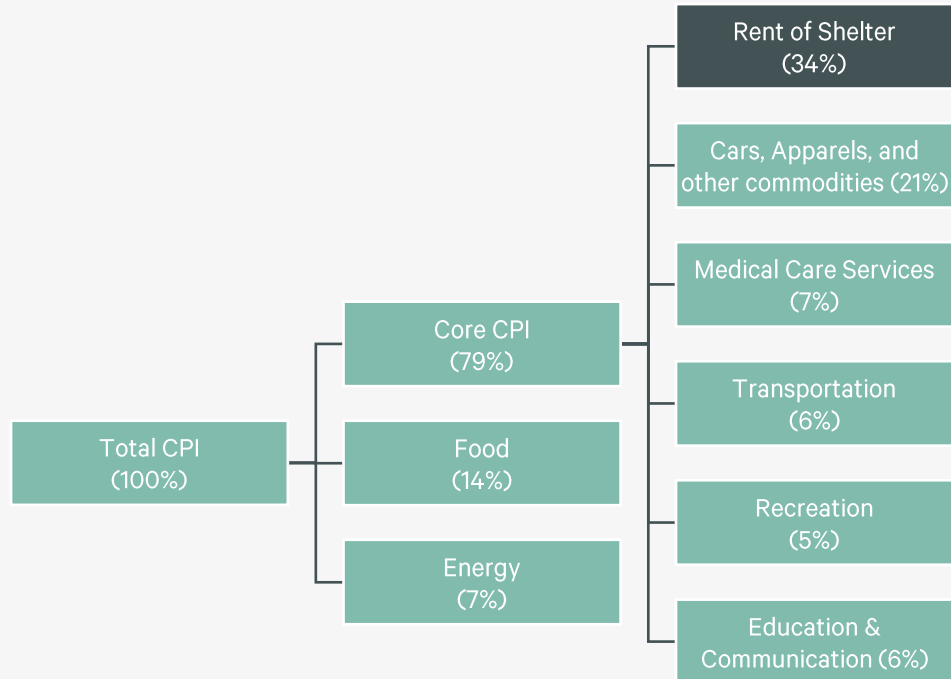 Total CPI
(100%)
Core CPI
(79%)
Food
(14%)
Energy
(7%)
Rent of Shelter
(34%)
Cars, Apparels, and
other commodities (21%)
Medical Care Services
(7%)
Transportation
(6%)
Recreation
(5%)
Education &
Communication (6%)